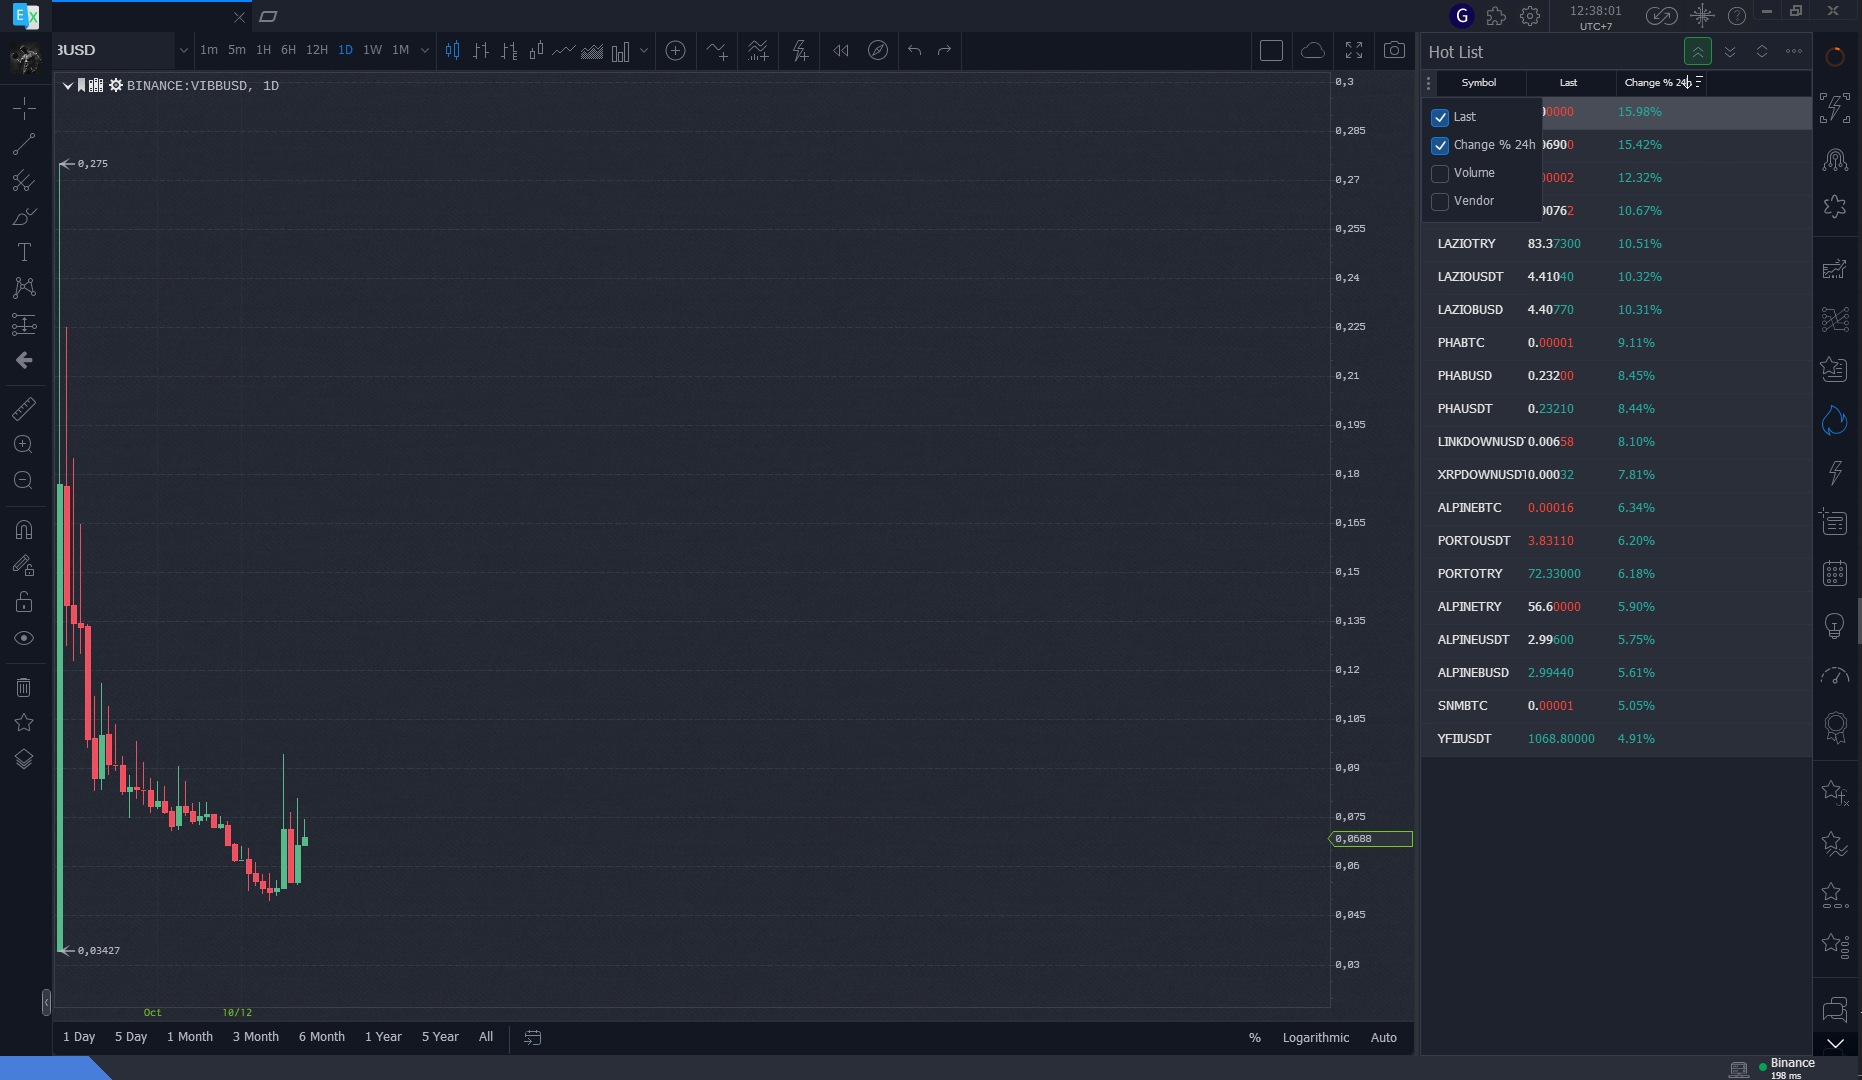 EX
BUSD
1m 5m 1H 6H 12H 1D 1W 1M
G
12:38:01
UTC+7
BINANCE:VIBBUSD, 1D
0,275
0,03427
Oct 10/12
0,3
0,285
0,27
0,255
0,24
0,225
0,21
0,195
0,18
0,165
0,15
0,135
0,12
0,105
0,09
0,075
0,0688
0,06
0,045
0,03
1 Day 5 Day 1 Month 3 Month 6 Month 1 Year 5 Year All
% Logarithmic Auto
Hot List
Symbol Last Change % 24h
Last
Change % 24h
Volume
Vendor
0000 15.98%
6900 15.42%
00002 12.32%
00762 10.67%
LAZIOTRY 83.37300 10.51%
LAZIOUSDT 4.41040 10.32%
LAZIOBUSD 4.40770 10.31%
PHABTC 0.00001 9.11%
PHABUSD 0.23200 8.45%
PHAUSDT 0.23210 8.44%
LINKDOWNUSD 0.00658 8.10%
XRPDOWNUSDT 0.00032 7.81%
ALPINEBTC 0.00016 6.34%
PORTOUSDT 3.83110 6.20%
PORTOTRY 72.33000 6.18%
ALPINETRY 56.60000 5.90%
ALPINEUSDT 2.99600 5.75%
ALPINEBUSD 2.99440 5.61%
SNMBTC 0.00001 5.05%
YFIIUSDT 1068.80000 4.91%
Binance
198 ms